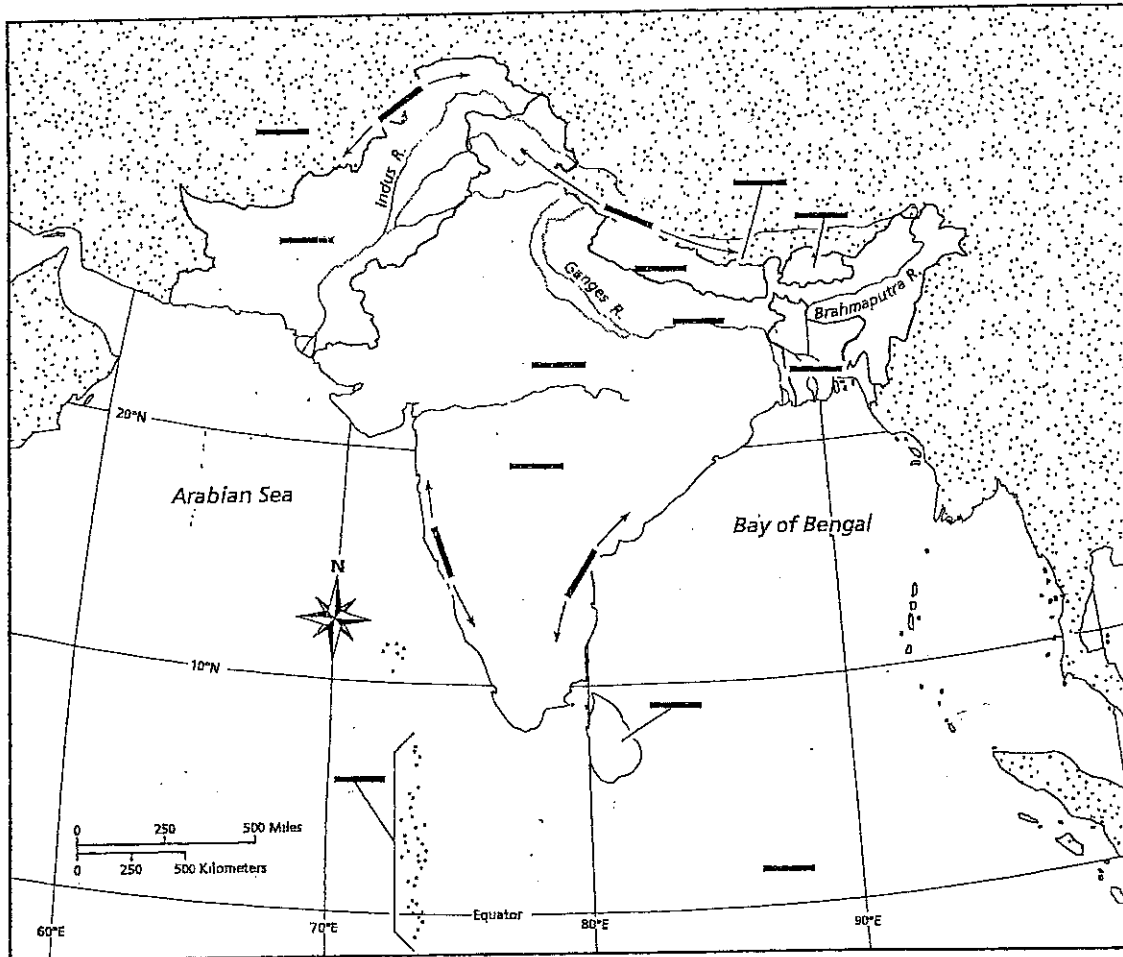 Indus R.
Ganges R.
Brahmaputra R.
20°N
Arabian Sea
Bay of Bengal
N
10°N
0 250 500 Miles
0 250 500 Kilometers
Equator
60°E
70°E
80°E
90°E